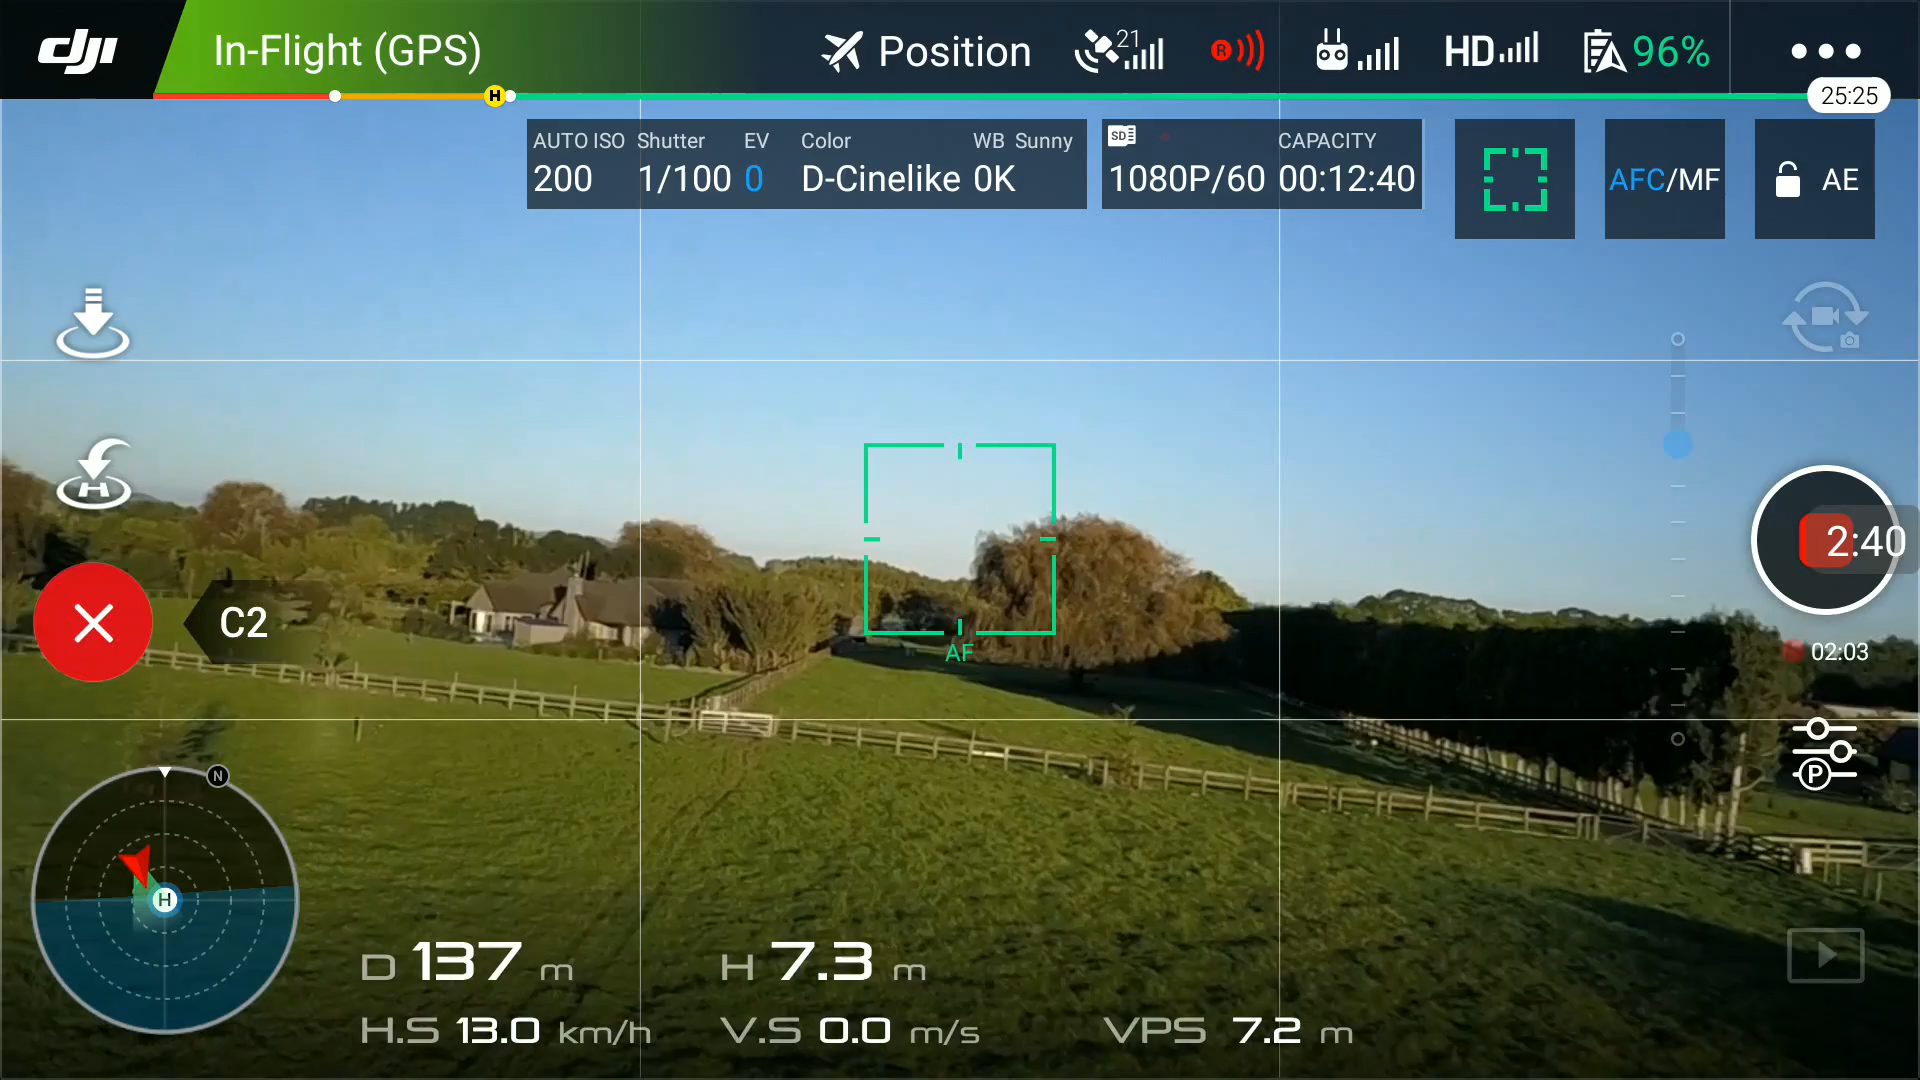 dji In-Flight (GPS) Position 21 R HD 96%
H 25:25
AUTO ISO Shutter EV Color WB Sunny SD CAPACITY
200 1/100 0 D-Cinelike 0K 1080P/60 00:12:40 AFC/MF AE
H
2:40
C2
AF
02:03
P
N
H
D 137 m H 7.3 m
H.S 13.0 km/h V.S 0.0 m/s VPS 7.2 m